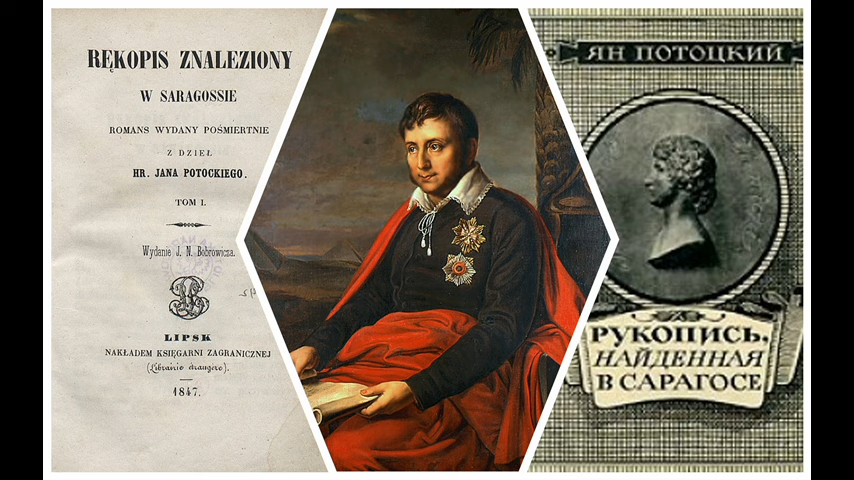 RĘKOPIS ZNALEZIONY
W SARAGOSSIE
ROMANS WYDANY POŚMIERTNIE
Z DZIEŁ
HR. JANA POTOCKIEGO.
TOM I.
Wydanie J. N. Bobrowicza.
LIPSK
NAKŁADEM KSIĘGARNI ZAGRANICZNEJ
(Librairie étrangère).
1847.
ЯН ПОТОЦКИЙ
РУКОПИСЬ,
НАЙДЕННАЯ
В САРАГОСЕ